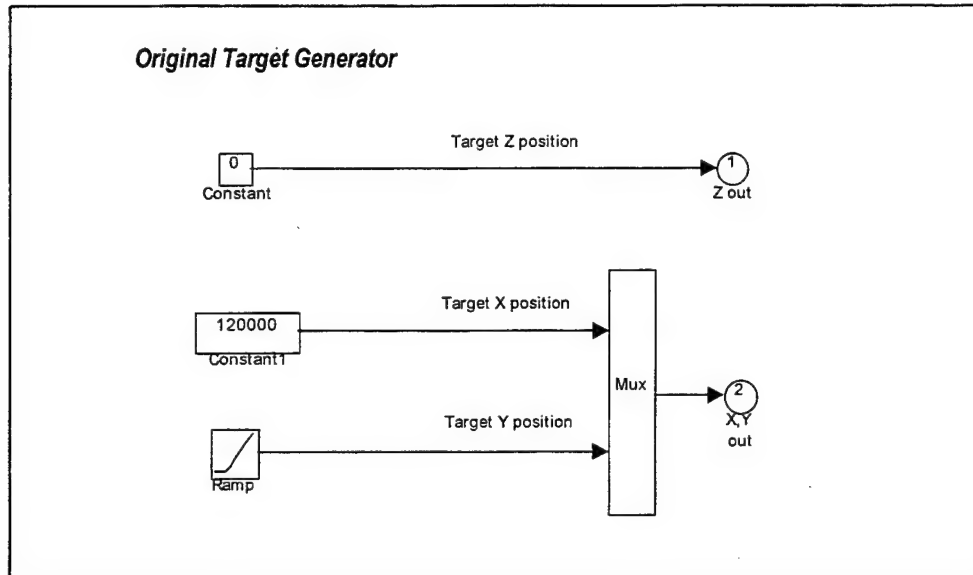 Original Target Generator
Target Z position
0
Constant
1
Z out
Target X position
120000
Constant1
Mux
2
X,Y
out
Target Y position
Ramp